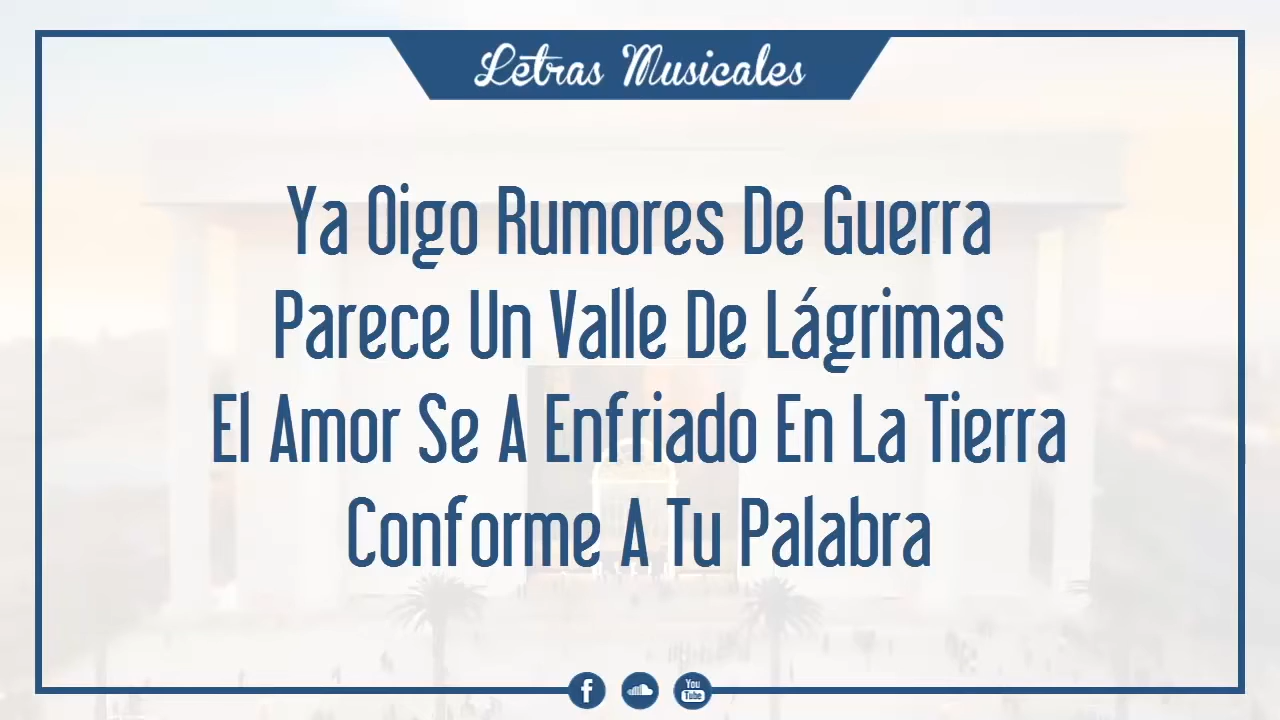 Letras Musicales
Ya Oigo Rumores De Guerra
Parece Un Valle De Lágrimas
El Amor Se A Enfriado En La Tierra
Conforme A Tu Palabra
f
You
Tube